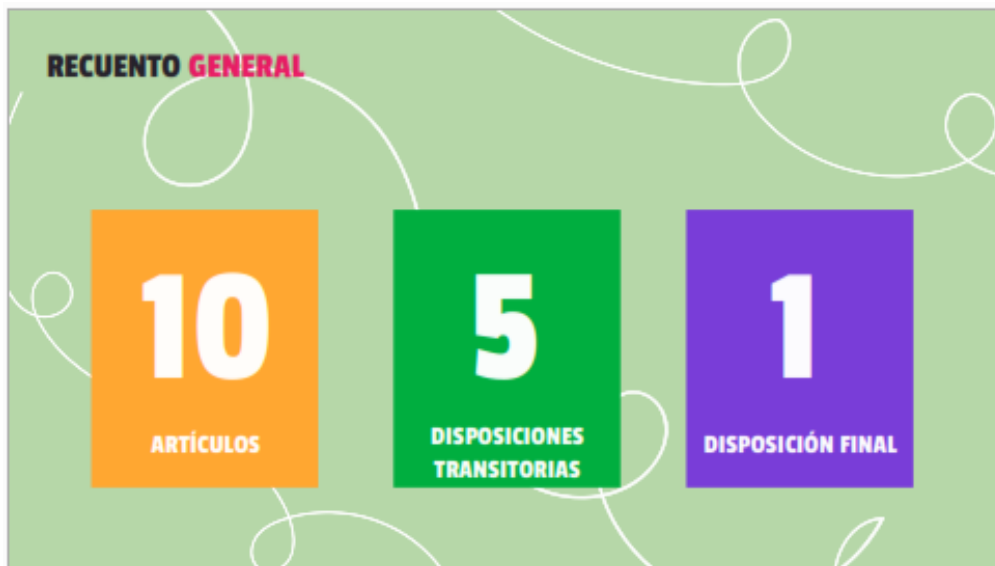 RECUENTO GENERAL
10
ARTÍCULOS
5
DISPOSICIONES
TRANSITORIAS
1
DISPOSICIÓN FINAL